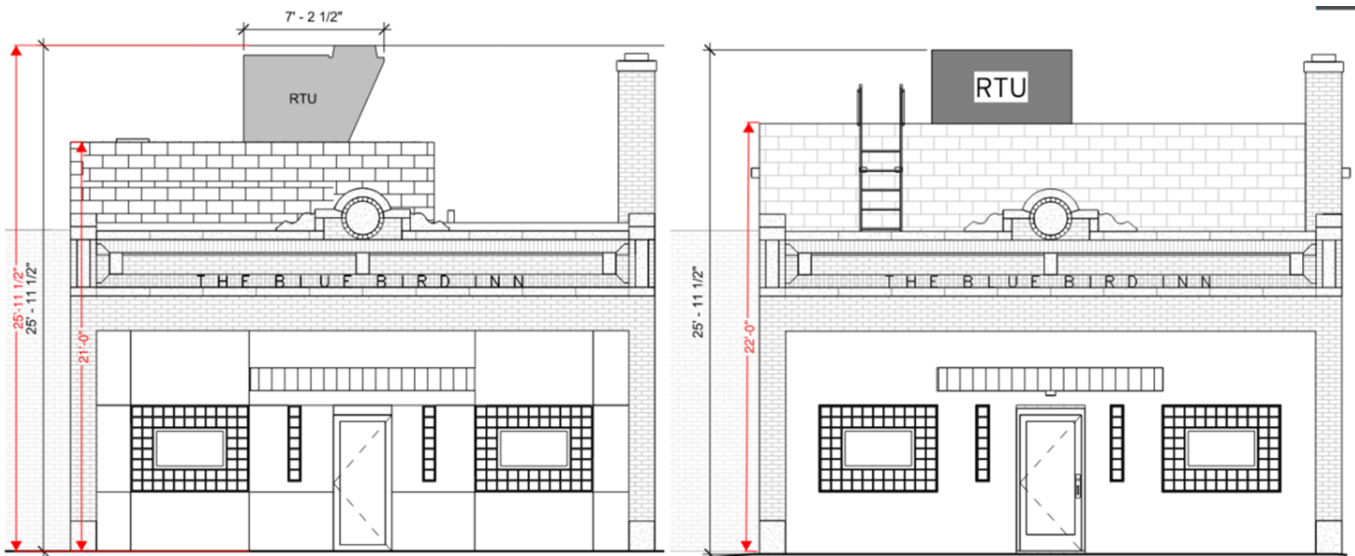 7' - 2 1/2"
RTU
25'-11 1/2"
25' - 11 1/2"
21'-0"
THE BLUE BIRD INN
RTU
25' - 11 1/2"
22'-0"
THE BLUE BIRD INN